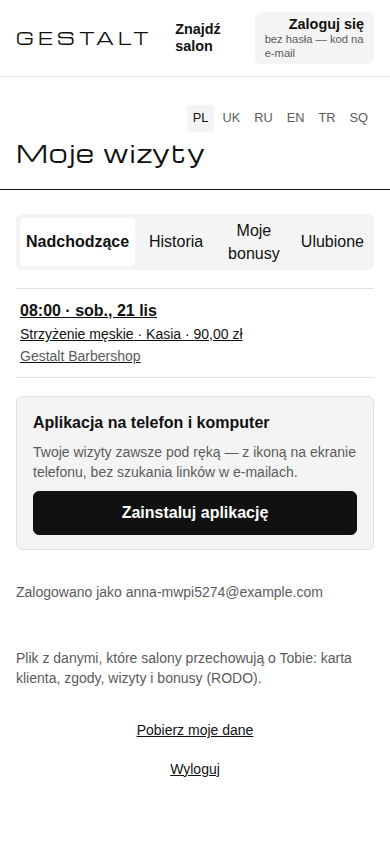 GESTALT
Znajdź
salon
Zaloguj się
bez hasła — kod na
e-mail
PL UK RU EN TR SQ
Moje wizyty
Nadchodzące Historia Moje bonusy Ulubione
08:00 · sob., 21 lis
Strzyżenie męskie · Kasia · 90,00 zł
Gestalt Barbershop
Aplikacja na telefon i komputer
Twoje wizyty zawsze pod ręką — z ikoną na ekranie
telefonu, bez szukania linków w e-mailach.
Zainstaluj aplikację
Zalogowano jako anna-mwpi5274@example.com
Plik z danymi, które salony przechowują o Tobie: karta
klienta, zgody, wizyty i bonusy (RODO).
Pobierz moje dane
Wyloguj